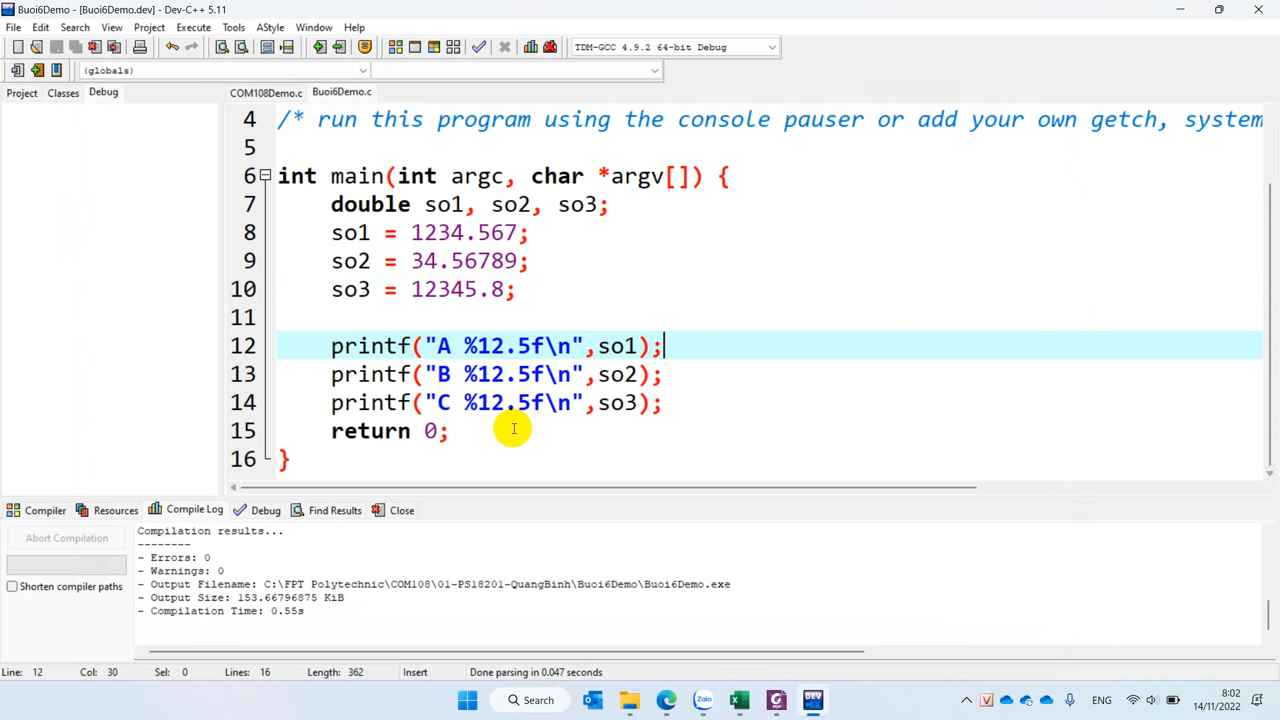 Buoi6Demo - [Buoi6Demo.dev] - Dev-C++ 5.11
File Edit Search View Project Execute Tools AStyle Window Help
TDM-GCC 4.9.2 64-bit Debug
(globals)
Project Classes Debug
COM108Demo.c Buoi6Demo.c
4 /* run this program using the console pauser or add your own getch, system
5
6 int main(int argc, char *argv[]) {
7 double so1, so2, so3;
8 so1 = 1234.567;
9 so2 = 34.56789;
10 so3 = 12345.8;
11
12 printf("A %12.5f\n",so1);
13 printf("B %12.5f\n",so2);
14 printf("C %12.5f\n",so3);
15 return 0;
16 }
Compiler Resources Compile Log Debug Find Results Close
Abort Compilation
Shorten compiler paths
Compilation results...
--------
- Errors: 0
- Warnings: 0
- Output Filename: C:\FPT Polytechnic\COM108\01-PS18201-QuangBinh\Buoi6Demo\Buoi6Demo.exe
- Output Size: 153.66796875 KiB
- Compilation Time: 0.55s
Line: 12 Col: 30 Sel: 0 Lines: 16 Length: 362 Insert Done parsing in 0.047 seconds
Search
Zalo
PDF
DEV
V
ENG
8:02
14/11/2022